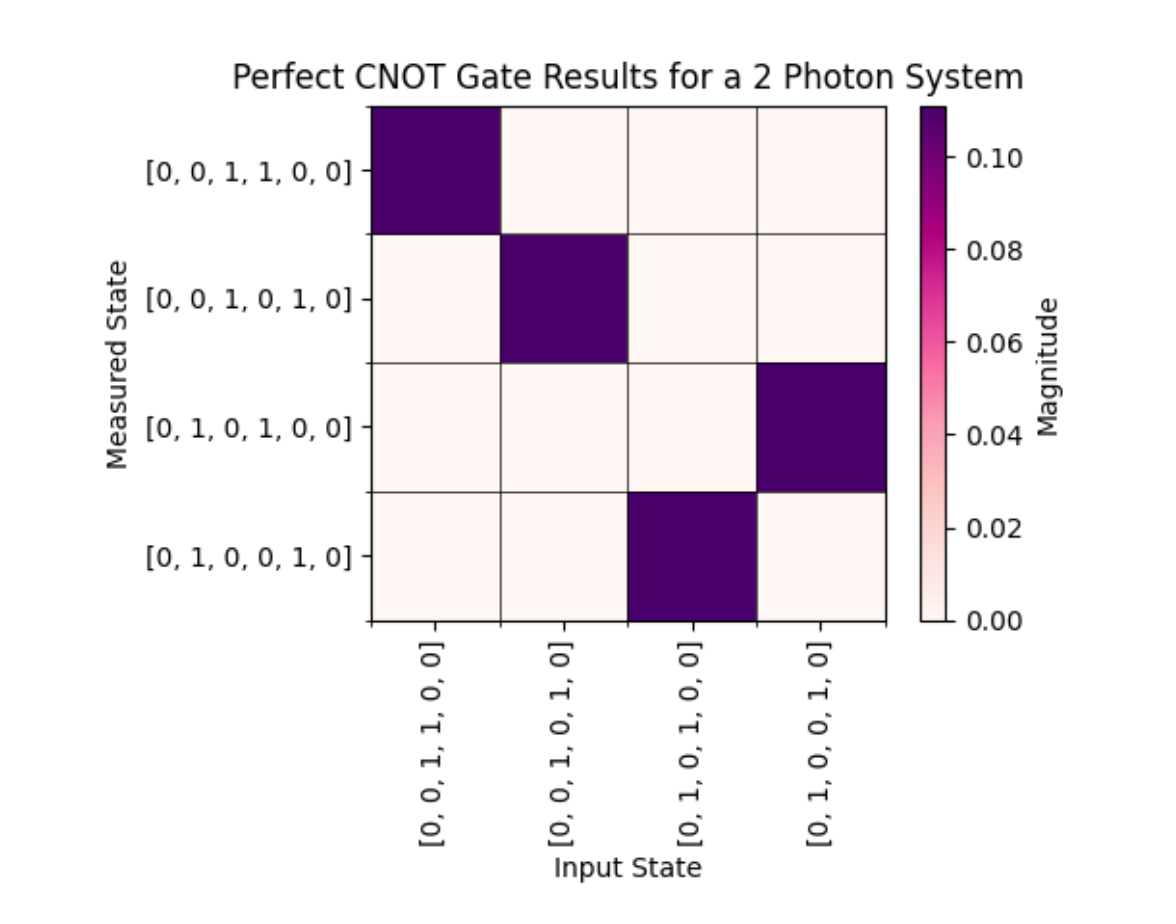 Perfect CNOT Gate Results for a 2 Photon System
Measured State
[0, 0, 1, 1, 0, 0]
[0, 0, 1, 0, 1, 0]
[0, 1, 0, 1, 0, 0]
[0, 1, 0, 0, 1, 0]
[0, 0, 1, 1, 0, 0]
[0, 0, 1, 0, 1, 0]
[0, 1, 0, 1, 0, 0]
[0, 1, 0, 0, 1, 0]
Input State
0.10
0.08
0.06
0.04
0.02
0.00
Magnitude